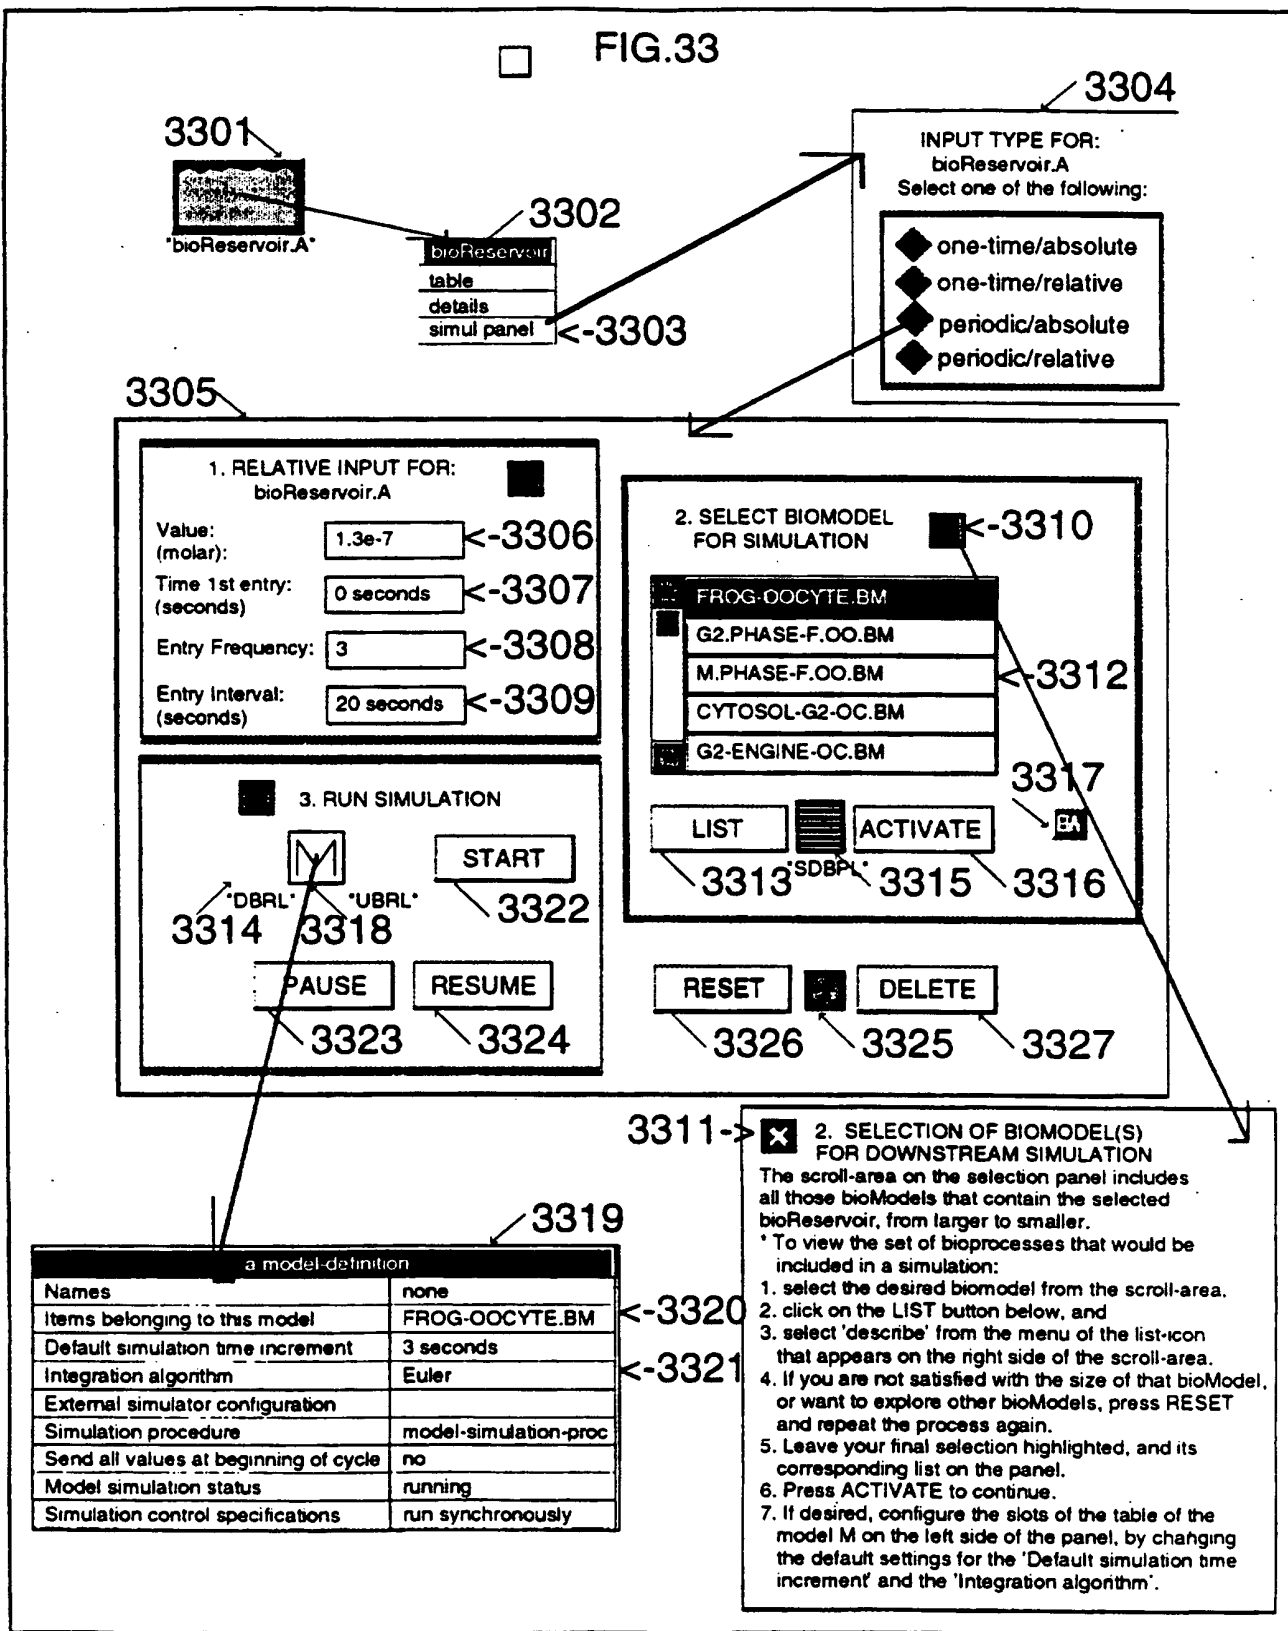 FIG.33
3304
3301
INPUT TYPE FOR:
bioReservoir.A
Select one of the following:
"bioReservoir.A"
3302
bioReservoir
table
details
simul panel
<-3303
one-time/absolute
one-time/relative
periodic/absolute
periodic/relative
3305
1. RELATIVE INPUT FOR:
bioReservoir.A
Value:
(molar):
1.3e-7
<-3306
Time 1st entry:
(seconds)
0 seconds
<-3307
Entry Frequency:
3
<-3308
Entry Interval:
(seconds)
20 seconds
<-3309
2. SELECT BIOMODEL
FOR SIMULATION
<-3310
FROG-OOCYTE.BM
G2.PHASE-F.OO.BM
M.PHASE-F.OO.BM
<-3312
CYTOSOL-G2-OC.BM
G2-ENGINE-OC.BM
3317
BA
LIST
ACTIVATE
3313
"SDBPL"
3315
3316
3. RUN SIMULATION
M
START
"DBRL"
"UBRL"
3322
3314
3318
PAUSE
RESUME
3323
3324
RESET
DELETE
3326
3325
3327
3311->
X
2. SELECTION OF BIOMODEL(S)
FOR DOWNSTREAM SIMULATION
The scroll-area on the selection panel includes
all those bioModels that contain the selected
bioReservoir, from larger to smaller.
* To view the set of bioprocesses that would be
included in a simulation:
1. select the desired biomodel from the scroll-area.
2. click on the LIST button below, and
3. select 'describe' from the menu of the list-icon
that appears on the right side of the scroll-area.
4. If you are not satisfied with the size of that bioModel,
or want to explore other bioModels, press RESET
and repeat the process again.
5. Leave your final selection highlighted, and its
corresponding list on the panel.
6. Press ACTIVATE to continue.
7. If desired, configure the slots of the table of the
model M on the left side of the panel, by changing
the default settings for the 'Default simulation time
increment' and the 'Integration algorithm'.
3319
a model-definition
Names none
Items belonging to this model FROG-OOCYTE.BM
<-3320
Default simulation time increment 3 seconds
Integration algorithm Euler
<-3321
External simulator configuration
Simulation procedure model-simulation-proc
Send all values at beginning of cycle no
Model simulation status running
Simulation control specifications run synchronously